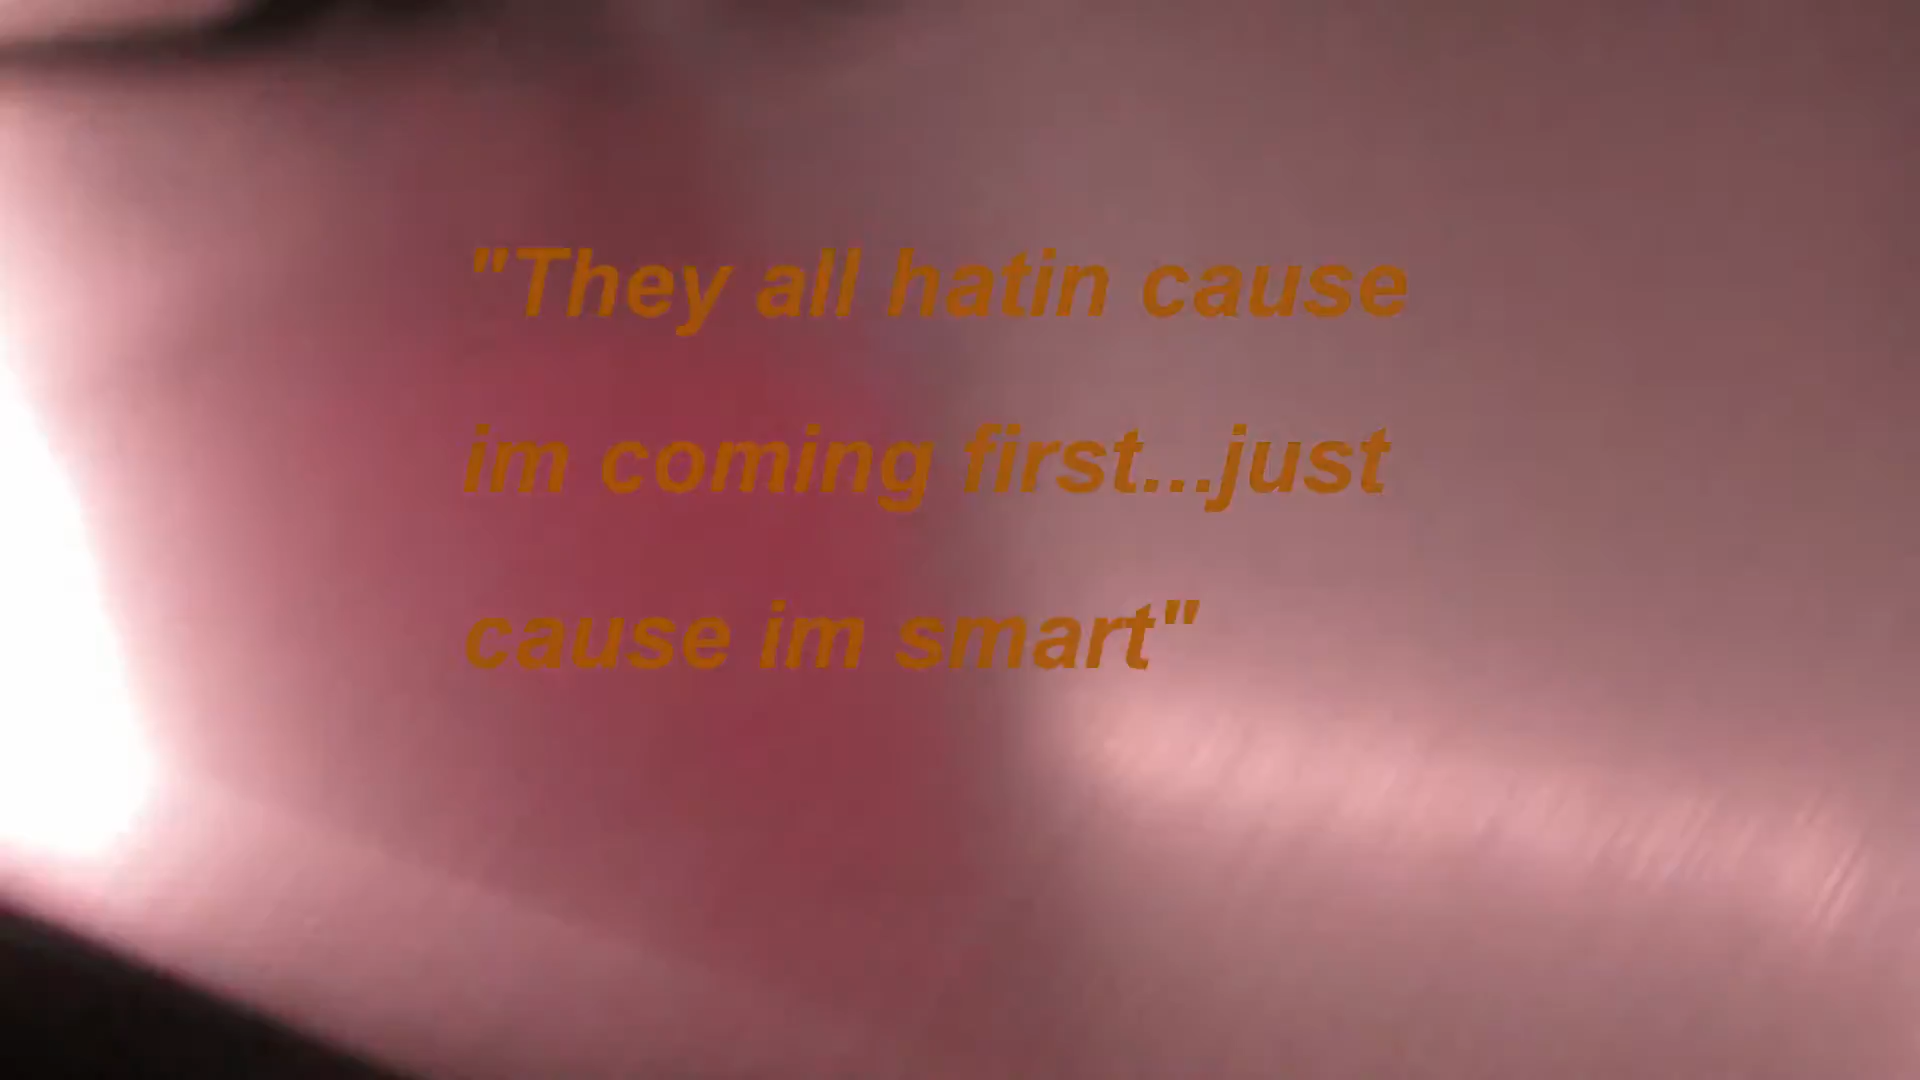 "They all hatin cause
im coming first...just
cause im smart"